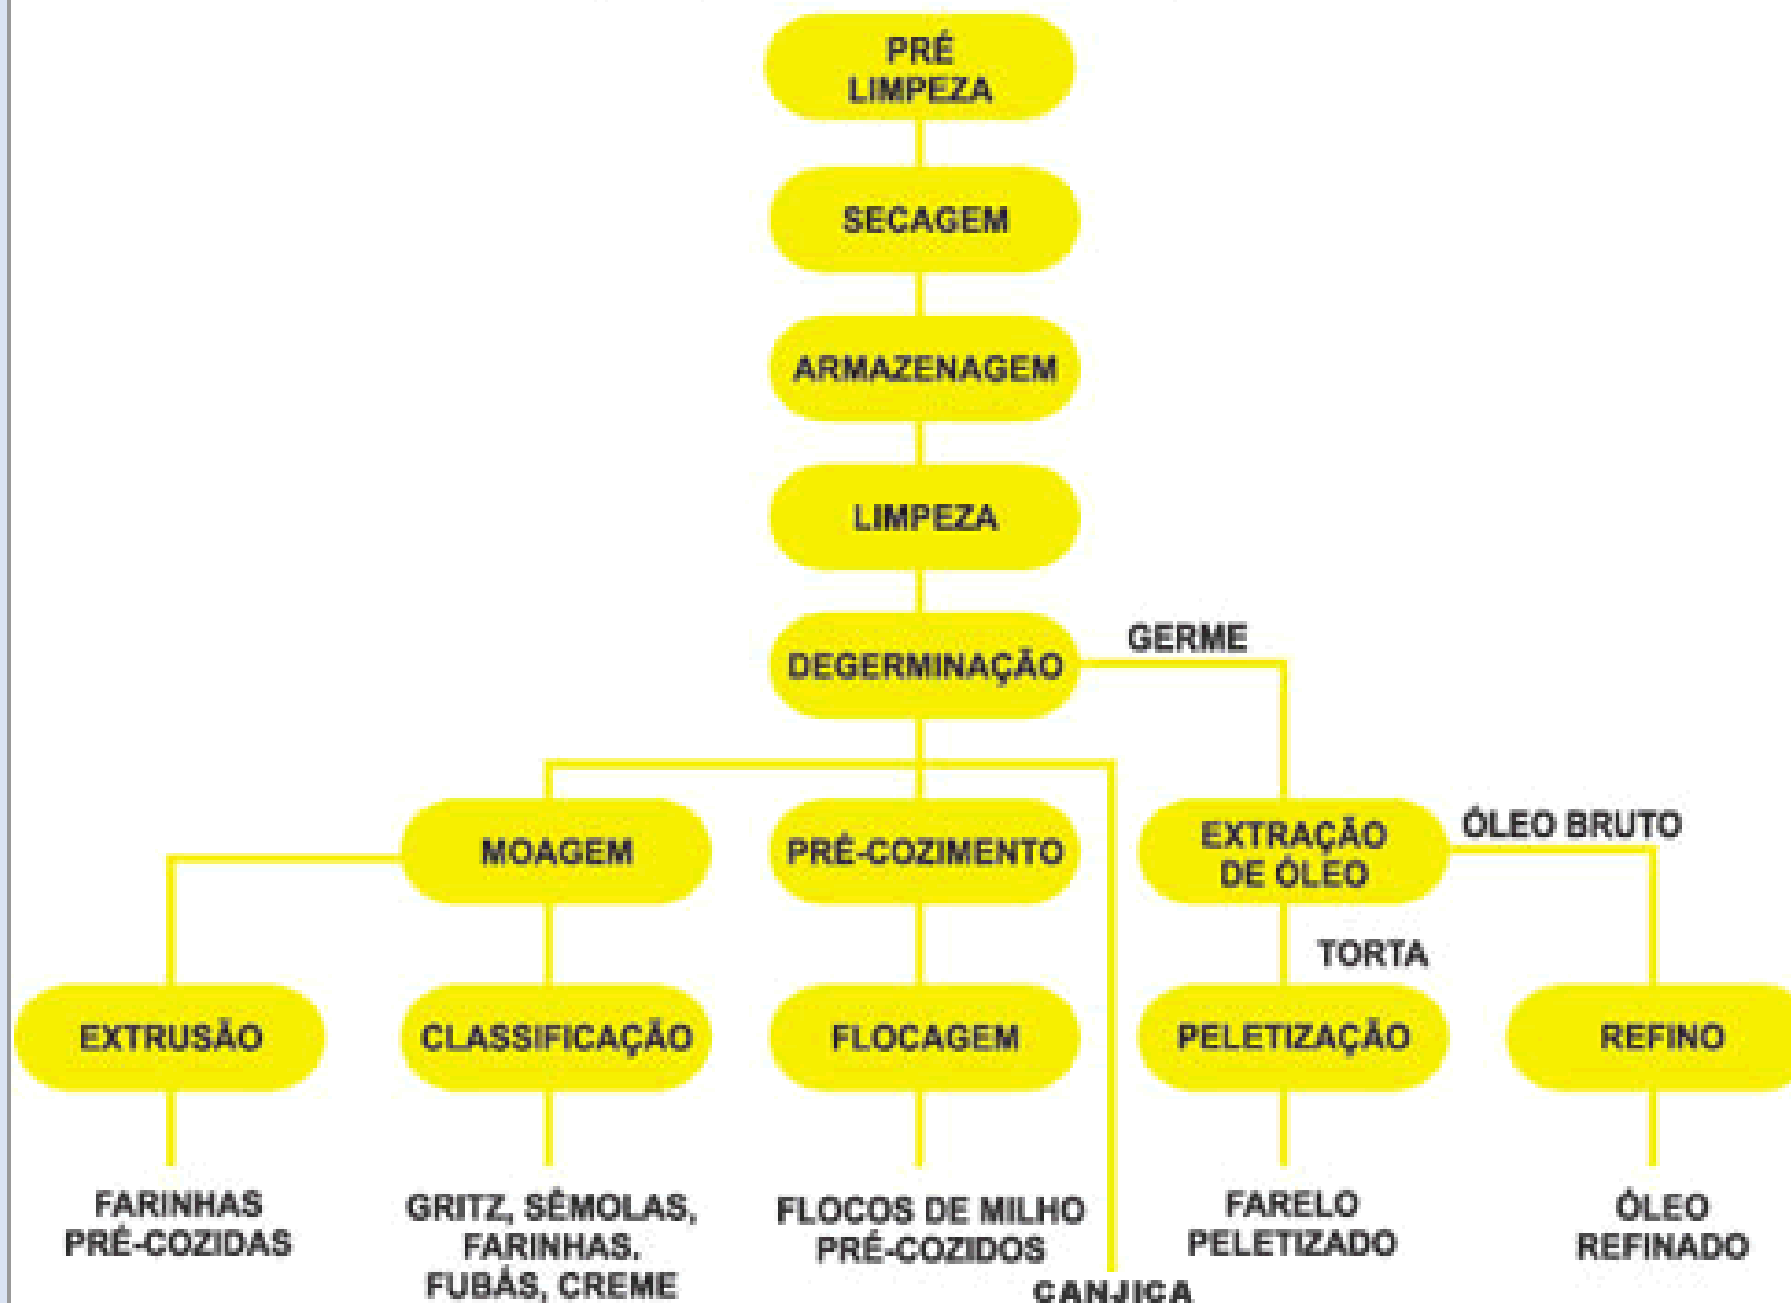 PRÉ
LIMPEZA
SECAGEM
ARMAZENAGEM
LIMPEZA
DEGERMINAÇÃO
GERME
MOAGEM
PRÉ-COZIMENTO
EXTRAÇÃO
DE ÓLEO
ÓLEO BRUTO
TORTA
EXTRUSÃO
CLASSIFICAÇÃO
FLOCAGEM
PELETIZAÇÃO
REFINO
FARINHAS
PRÉ-COZIDAS
GRITZ, SÊMOLAS,
FARINHAS.
FUBÁS, CREME
FLOCOS DE MILHO
PRÉ-COZIDOS
CANJICA
FARELO
PELETIZADO
ÓLEO
REFINADO